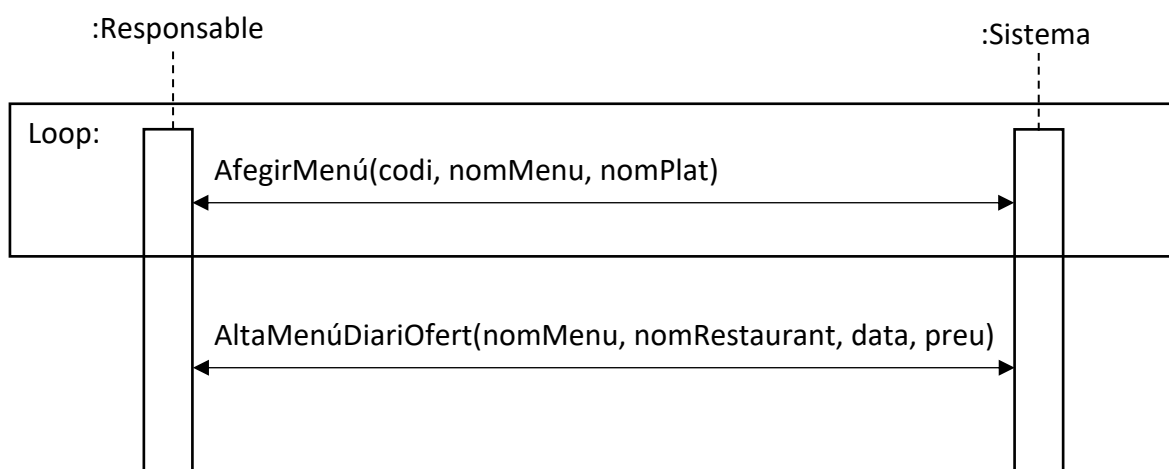 :Responsable
:Sistema
Loop:
AfegirMenú(codi, nomMenu, nomPlat)
AltaMenúDiariOfert(nomMenu, nomRestaurant, data, preu)